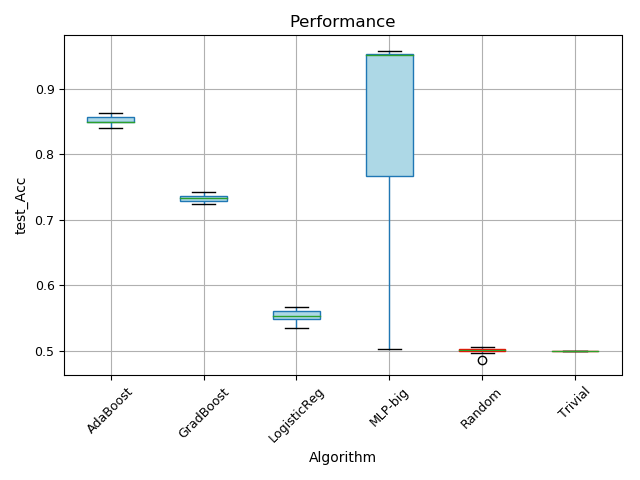 Performance
test_Acc
0.9
0.8
0.7
0.6
0.5
AdaBoost
GradBoost
LogisticReg
MLP-big
Random
Trivial
Algorithm